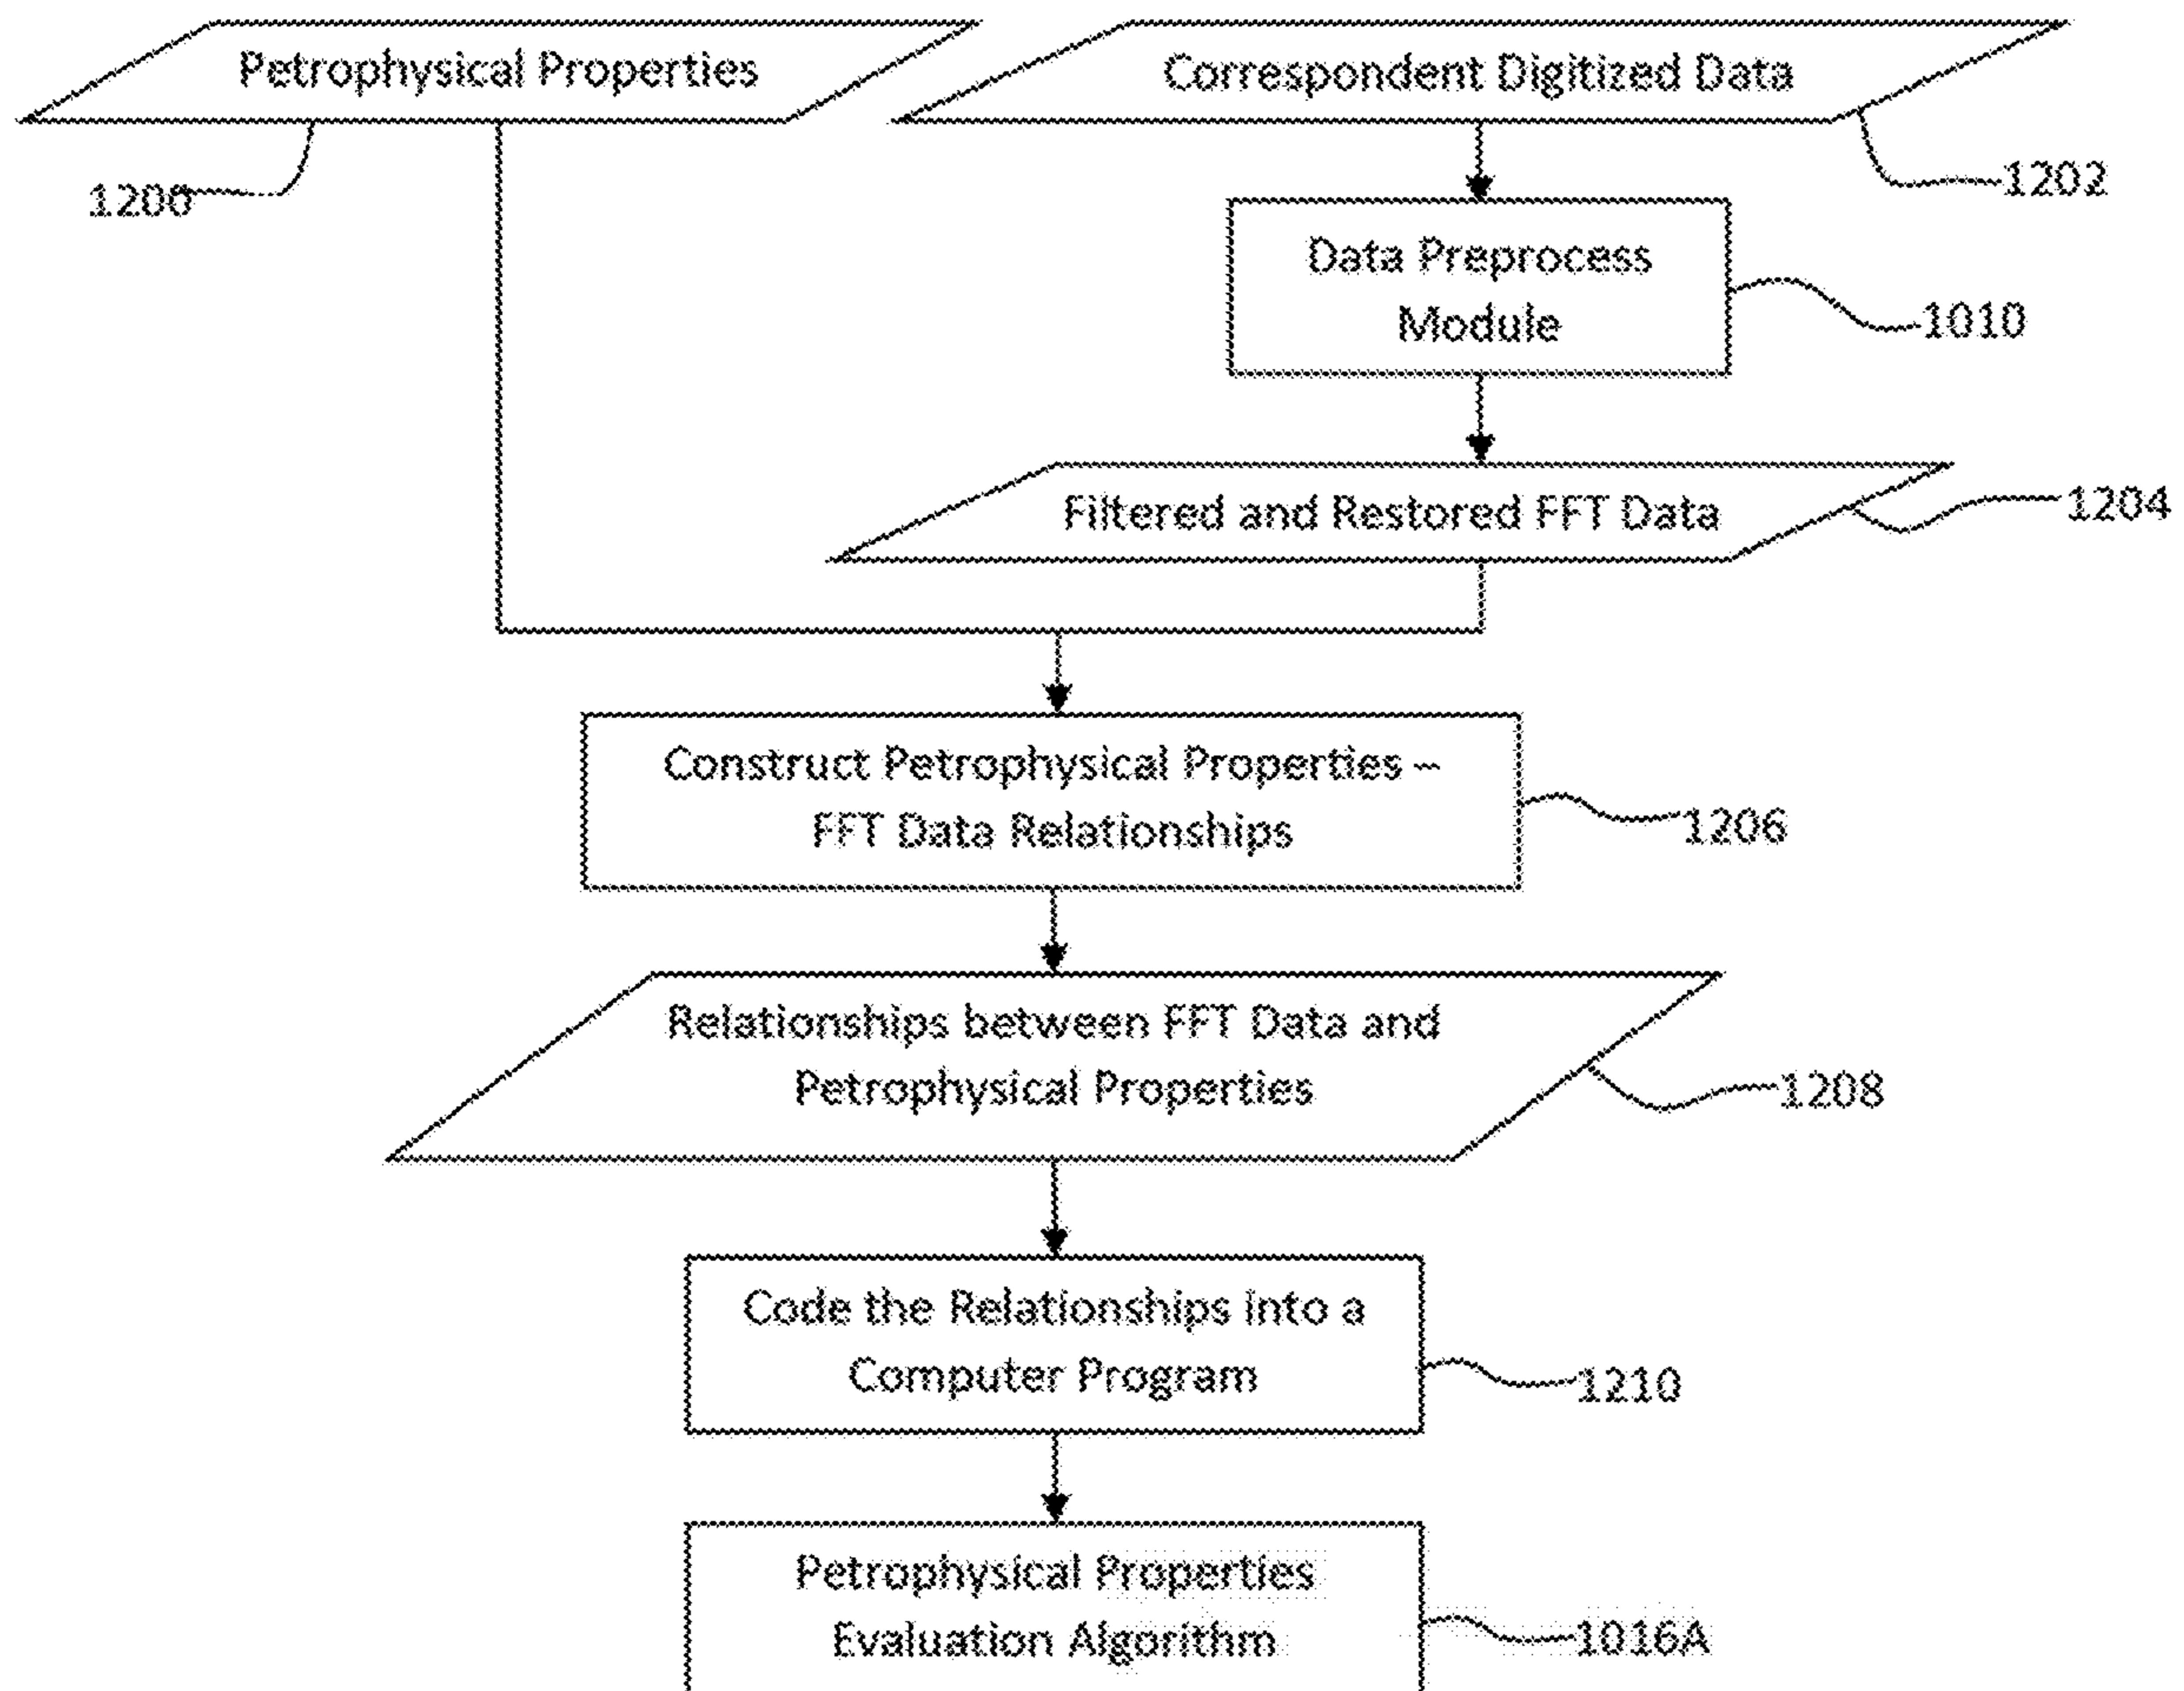 Petrophysical Properties
Correspondent Digitized Data
1200
1202
Data Preprocess
Module
1010
Filtered and Restored FFT Data
1204
Construct Petrophysical Properties –
FFT Data Relationships
1206
Relationships between FFT Data and
Petrophysical Properties
1208
Code the Relationships into a
Computer Program
1210
Petrophysical Properties
Evaluation Algorithm
1016A